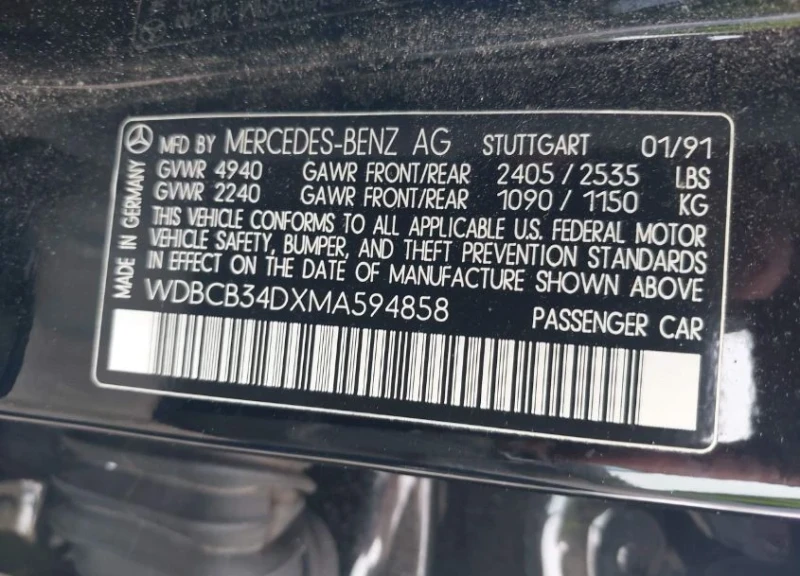 MFD BY MERCEDES-BENZ AG STUTTGART 01/91
GVWR 4940 GAWR FRONT/REAR 2405 / 2535 LBS
GVWR 2240 GAWR FRONT/REAR 1090 / 1150 KG
THIS VEHICLE CONFORMS TO ALL APPLICABLE U.S. FEDERAL MOTOR
VEHICLE SAFETY, BUMPER, AND THEFT PREVENTION STANDARDS
IN EFFECT ON THE DATE OF MANUFACTURE SHOWN ABOVE
WDBCB34DXMA594858 PASSENGER CAR
MADE IN GERMANY